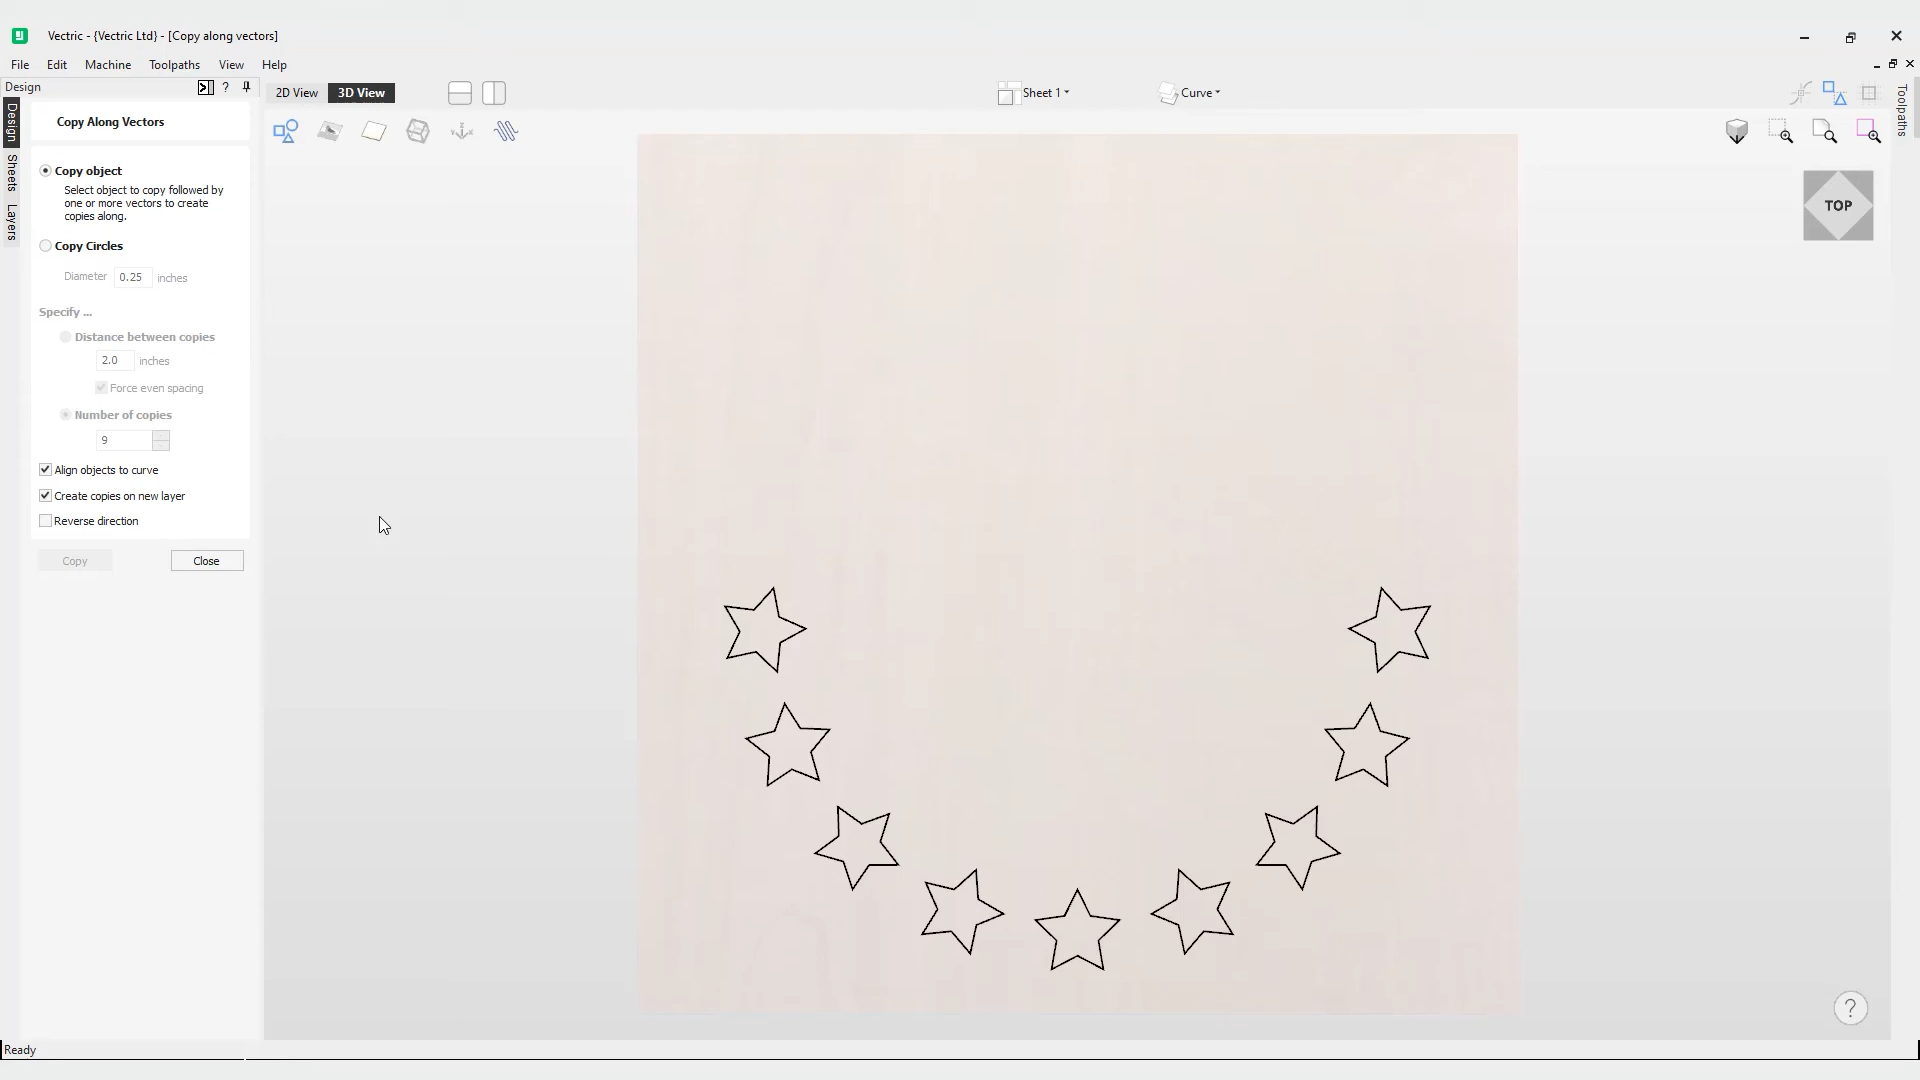 Vectric - {Vectric Ltd} - [Copy along vectors]
File Edit Machine Toolpaths View Help
Design ?
2D View 3D View Sheet 1 Curve
Design
Sheets
Layers
Toolpaths
Copy Along Vectors
Copy object
Select object to copy followed by
one or more vectors to create
copies along.
Copy Circles
Diameter 0.25 inches
Specify ...
Distance between copies
2.0 inches
Force even spacing
Number of copies
9
Align objects to curve
Create copies on new layer
Reverse direction
Copy Close
TOP
?
Ready